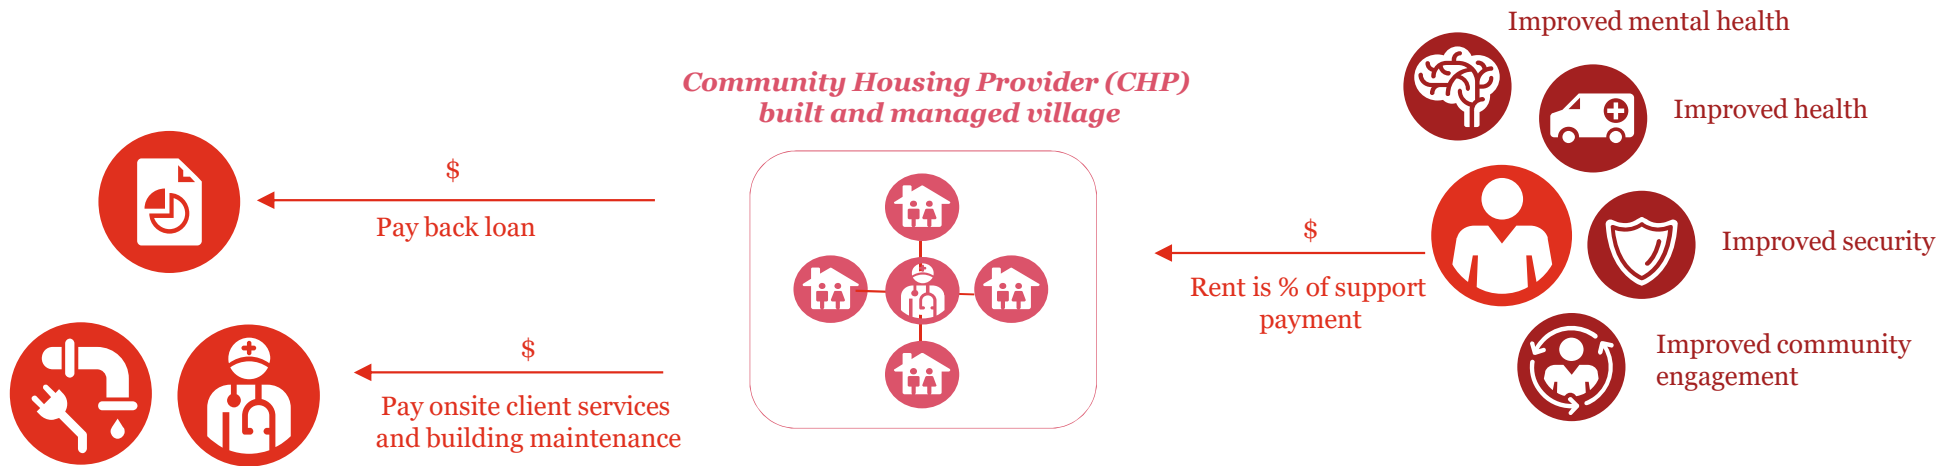 Improved mental health
Community Housing Provider (CHP)
built and managed village
Improved health
$
Pay back loan
$
Rent is % of support
payment
Improved security
$
Pay onsite client services
and building maintenance
Improved community
engagement